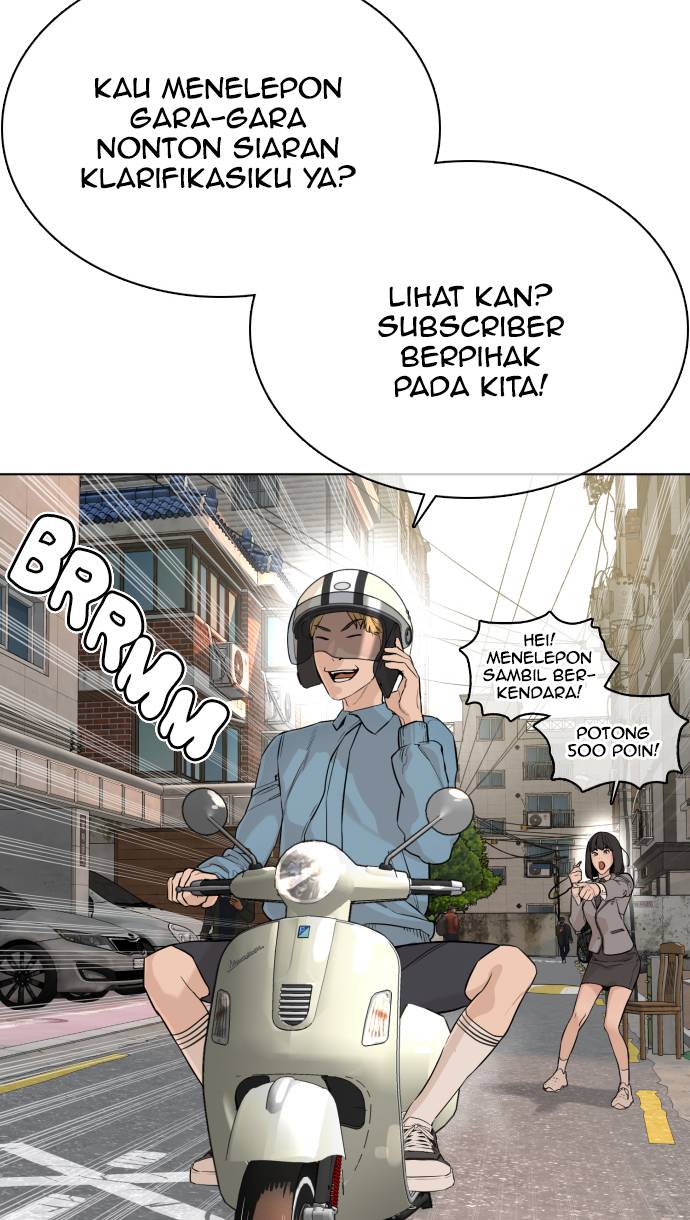 KAU MENELEPON
GARA-GARA
NONTON SIARAN
KLARIFIKASIKU YA?
LIHAT KAN?
SUBSCRIBER
BERPIHAK
PADA KITA!
BRRMM
HEI!
MENELEPON
SAMBIL BER-
KENDARA!
POTONG
500 POIN!